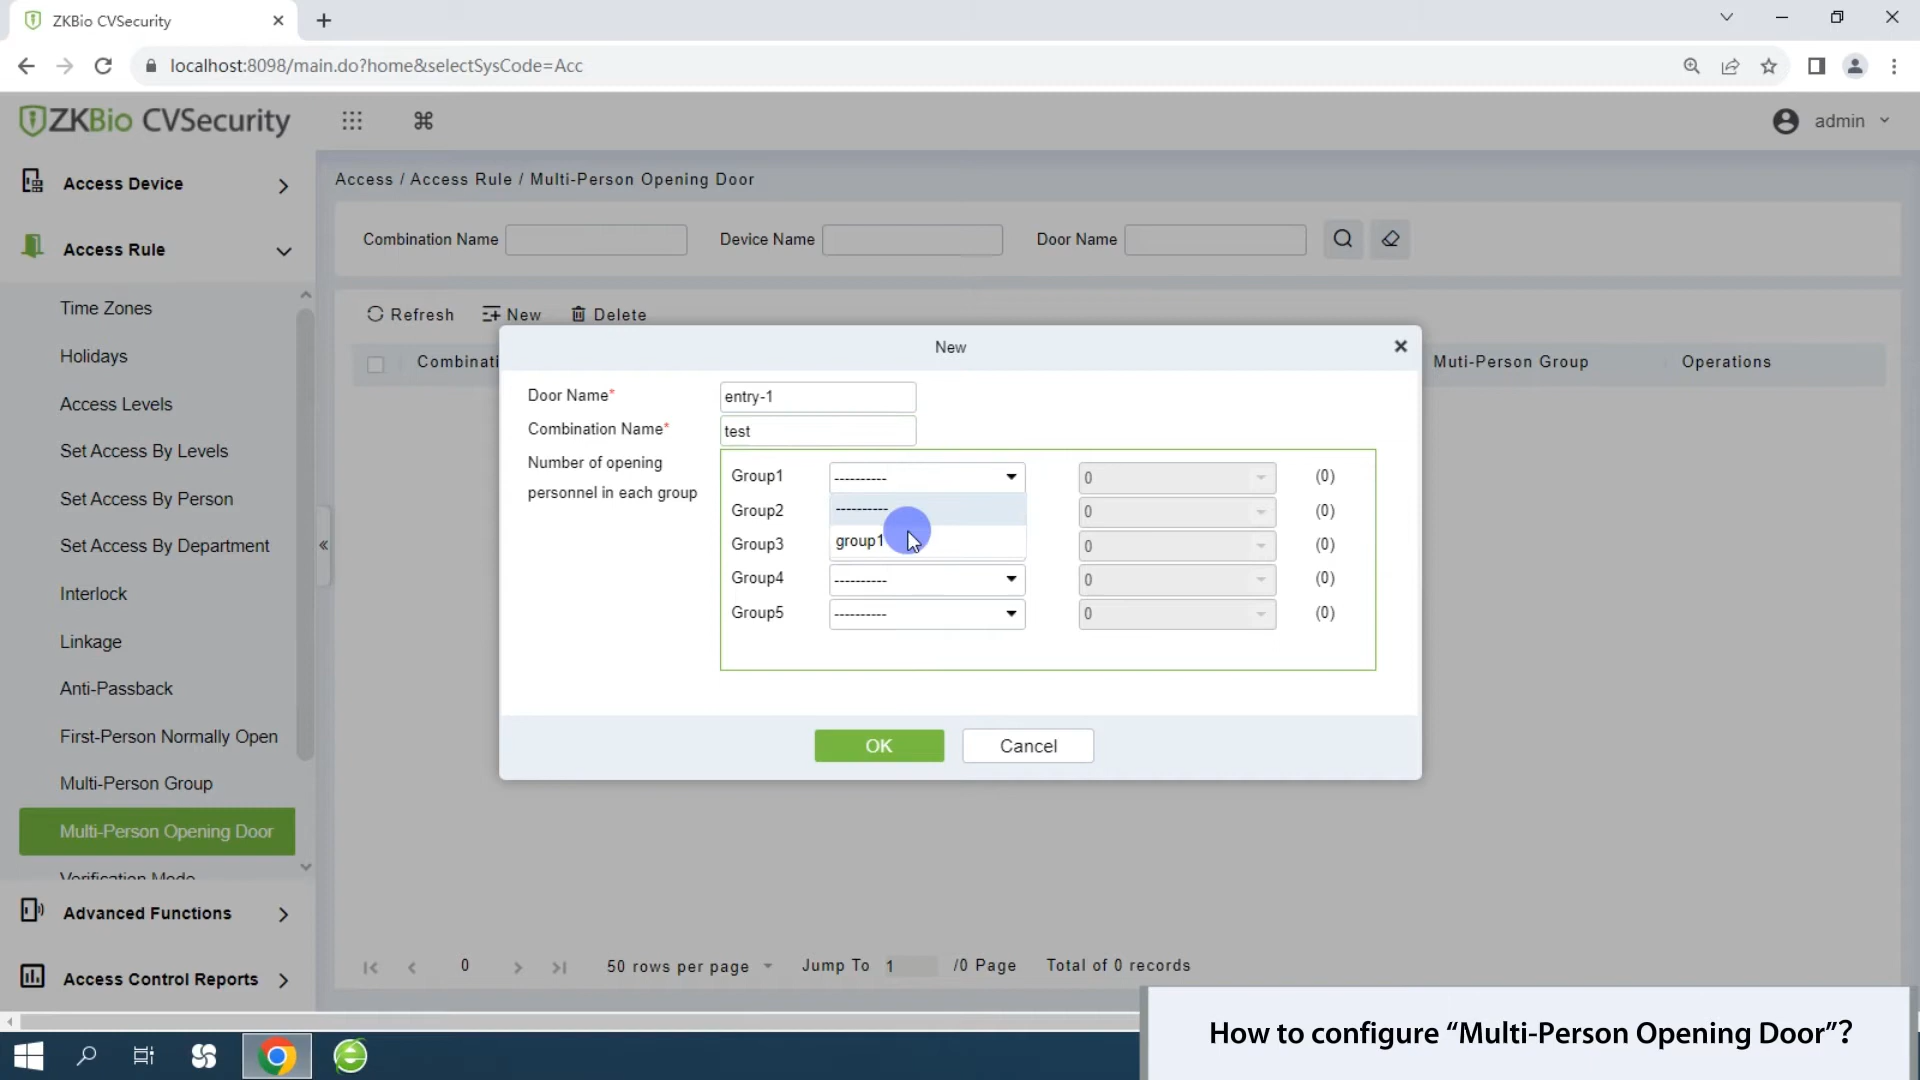 ZKBio CVSecurity
localhost:8098/main.do?home&selectSysCode=Acc
ZKBio CVSecurity
admin
Access Device
Access Rule
Time Zones
Holidays
Access Levels
Set Access By Levels
Set Access By Person
Set Access By Department
Interlock
Linkage
Anti-Passback
First-Person Normally Open
Multi-Person Group
Multi-Person Opening Door
Verification Mode
Advanced Functions
Access Control Reports
Access / Access Rule / Multi-Person Opening Door
Combination Name Device Name Door Name
Refresh New Delete
Combinati Muti-Person Group Operations
New
Door Name* entry-1
Combination Name* test
Number of opening
personnel in each group
Group1 ---------- 0 (0)
Group2 ---------- 0 (0)
Group3 group1 0 (0)
Group4 ---------- 0 (0)
Group5 ---------- 0 (0)
OK Cancel
0 50 rows per page Jump To 1 /0 Page Total of 0 records
How to configure “Multi-Person Opening Door”?